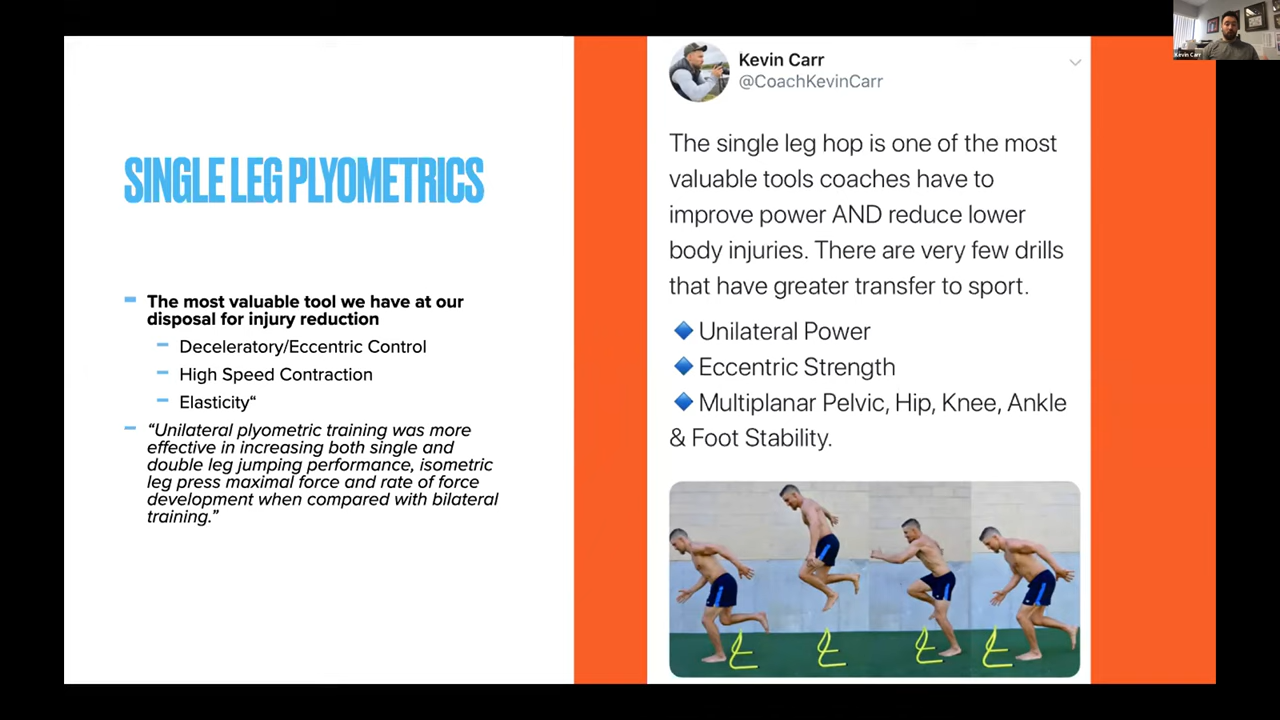 SINGLE LEG PLYOMETRICS
The most valuable tool we have at our
disposal for injury reduction
Deceleratory/Eccentric Control
High Speed Contraction
Elasticity“
“Unilateral plyometric training was more
effective in increasing both single and
double leg jumping performance, isometric
leg press maximal force and rate of force
development when compared with bilateral
training.”
Kevin Carr
@CoachKevinCarr
The single leg hop is one of the most
valuable tools coaches have to
improve power AND reduce lower
body injuries. There are very few drills
that have greater transfer to sport.
Unilateral Power
Eccentric Strength
Multiplanar Pelvic, Hip, Knee, Ankle
& Foot Stability.
Kevin Carr